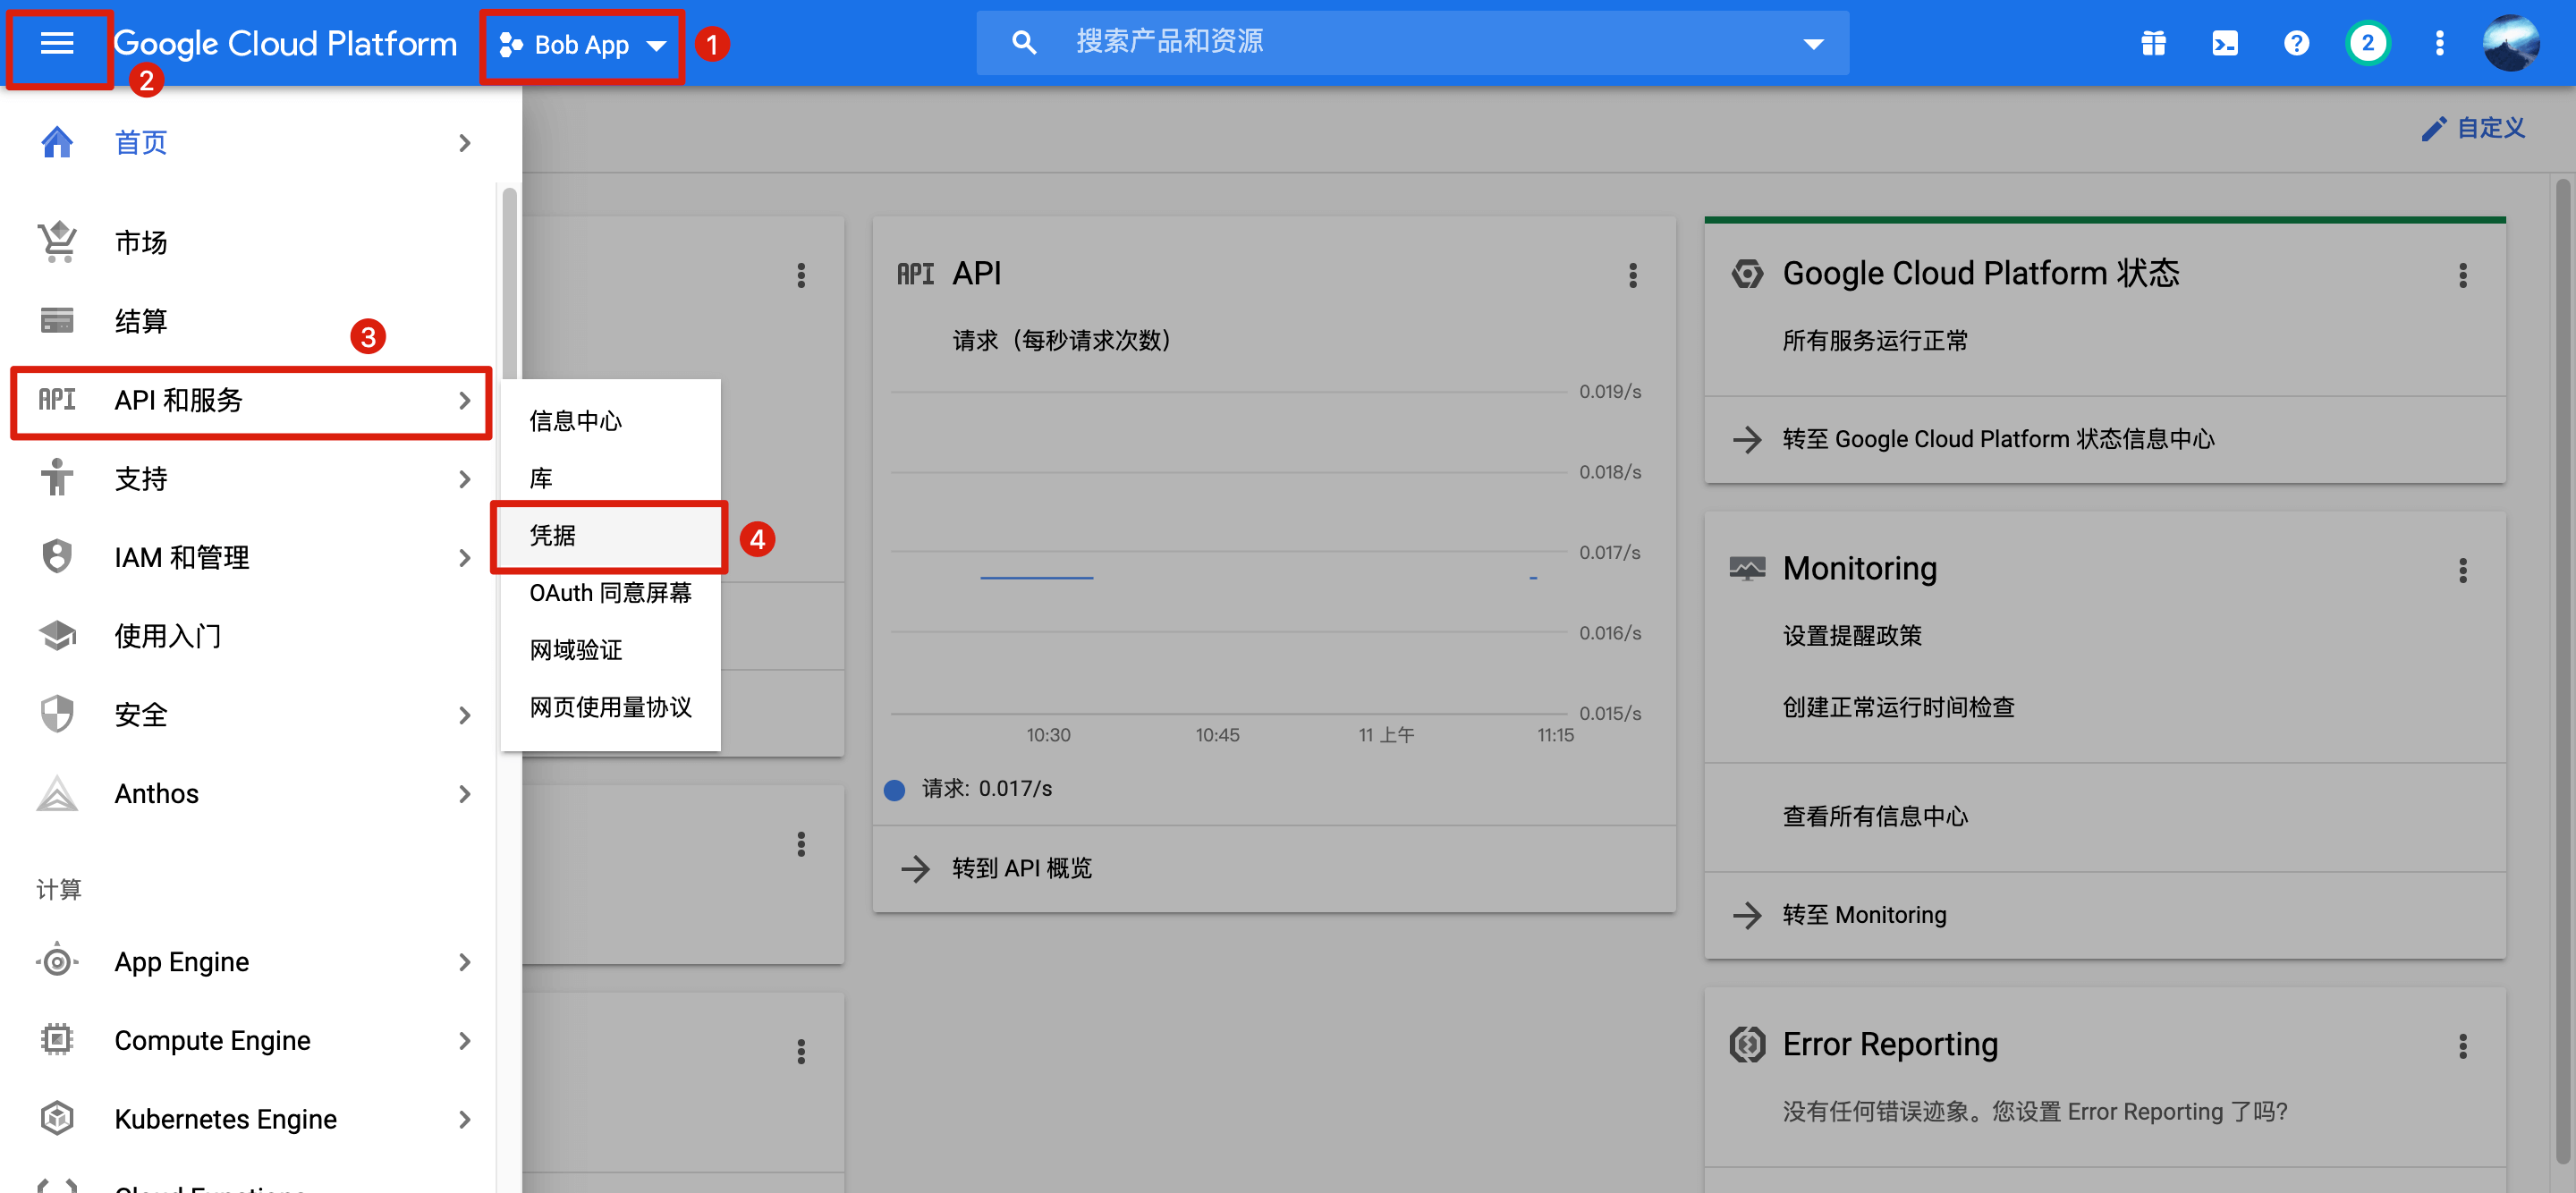 Google Cloud Platform
Bob App
1
搜索产品和资源
2
2
首页
自定义
市场
结算
3
API 和服务
支持
IAM 和管理
使用入门
安全
Anthos
计算
App Engine
Compute Engine
Kubernetes Engine
Cloud Functions
信息中心
库
凭据
4
OAuth 同意屏幕
网域验证
网页使用量协议
API API
请求（每秒请求次数）
0.019/s
0.018/s
0.017/s
0.016/s
0.015/s
10:30 10:45 11 上午 11:15
请求: 0.017/s
转到 API 概览
Google Cloud Platform 状态
所有服务运行正常
转至 Google Cloud Platform 状态信息中心
Monitoring
设置提醒政策
创建正常运行时间检查
查看所有信息中心
转至 Monitoring
Error Reporting
没有任何错误迹象。您设置 Error Reporting 了吗?